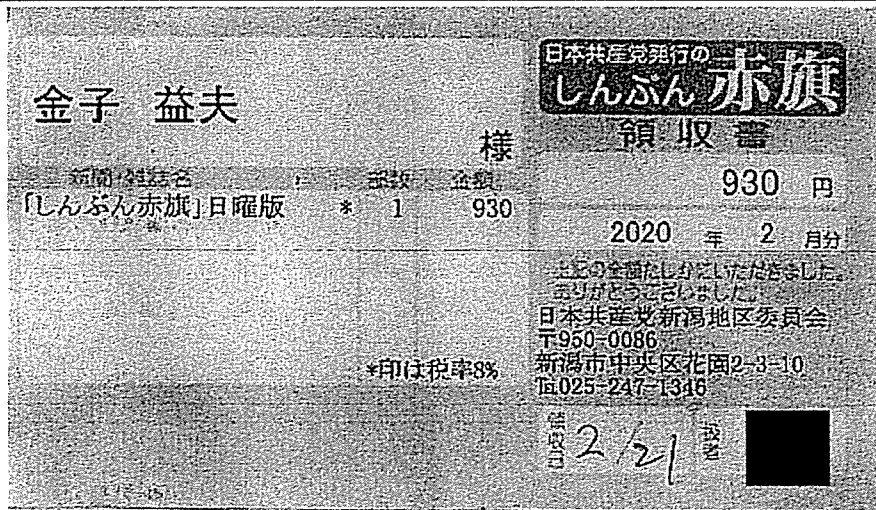 金子 益夫
様
新聞・雑誌名 部数 金額
「しんぶん赤旗」日曜版 * 1 930
*印は税率8%
日本共産党発行の
しんぶん赤旗
領収書
930 円
2020 年 2 月分
上記の金額たしかにいただきました。
ありがとうございました。
日本共産党新潟地区委員会
〒950-0086
新潟市中央区花園2-3-10
℡025-247-1346
領収日 2/21 扱者